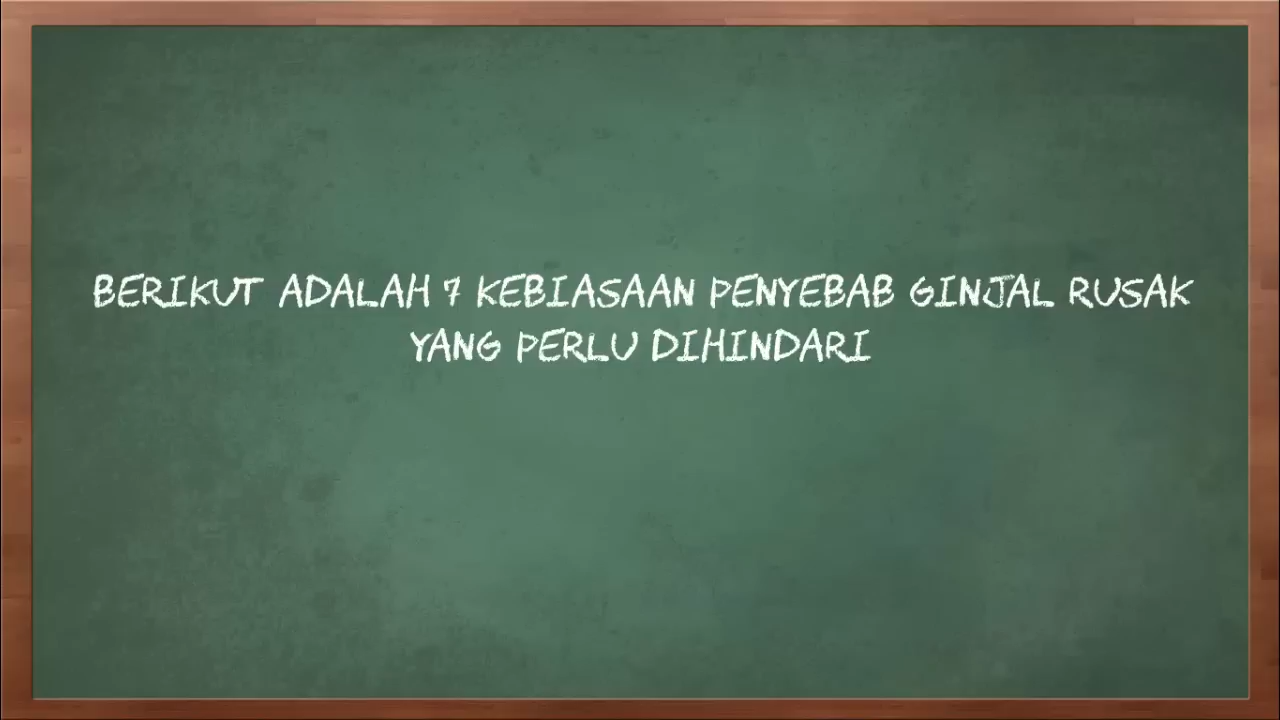 BERIKUT ADALAH 7 KEBIASAAN PENYEBAB GINJAL RUSAK
YANG PERLU DIHINDARI